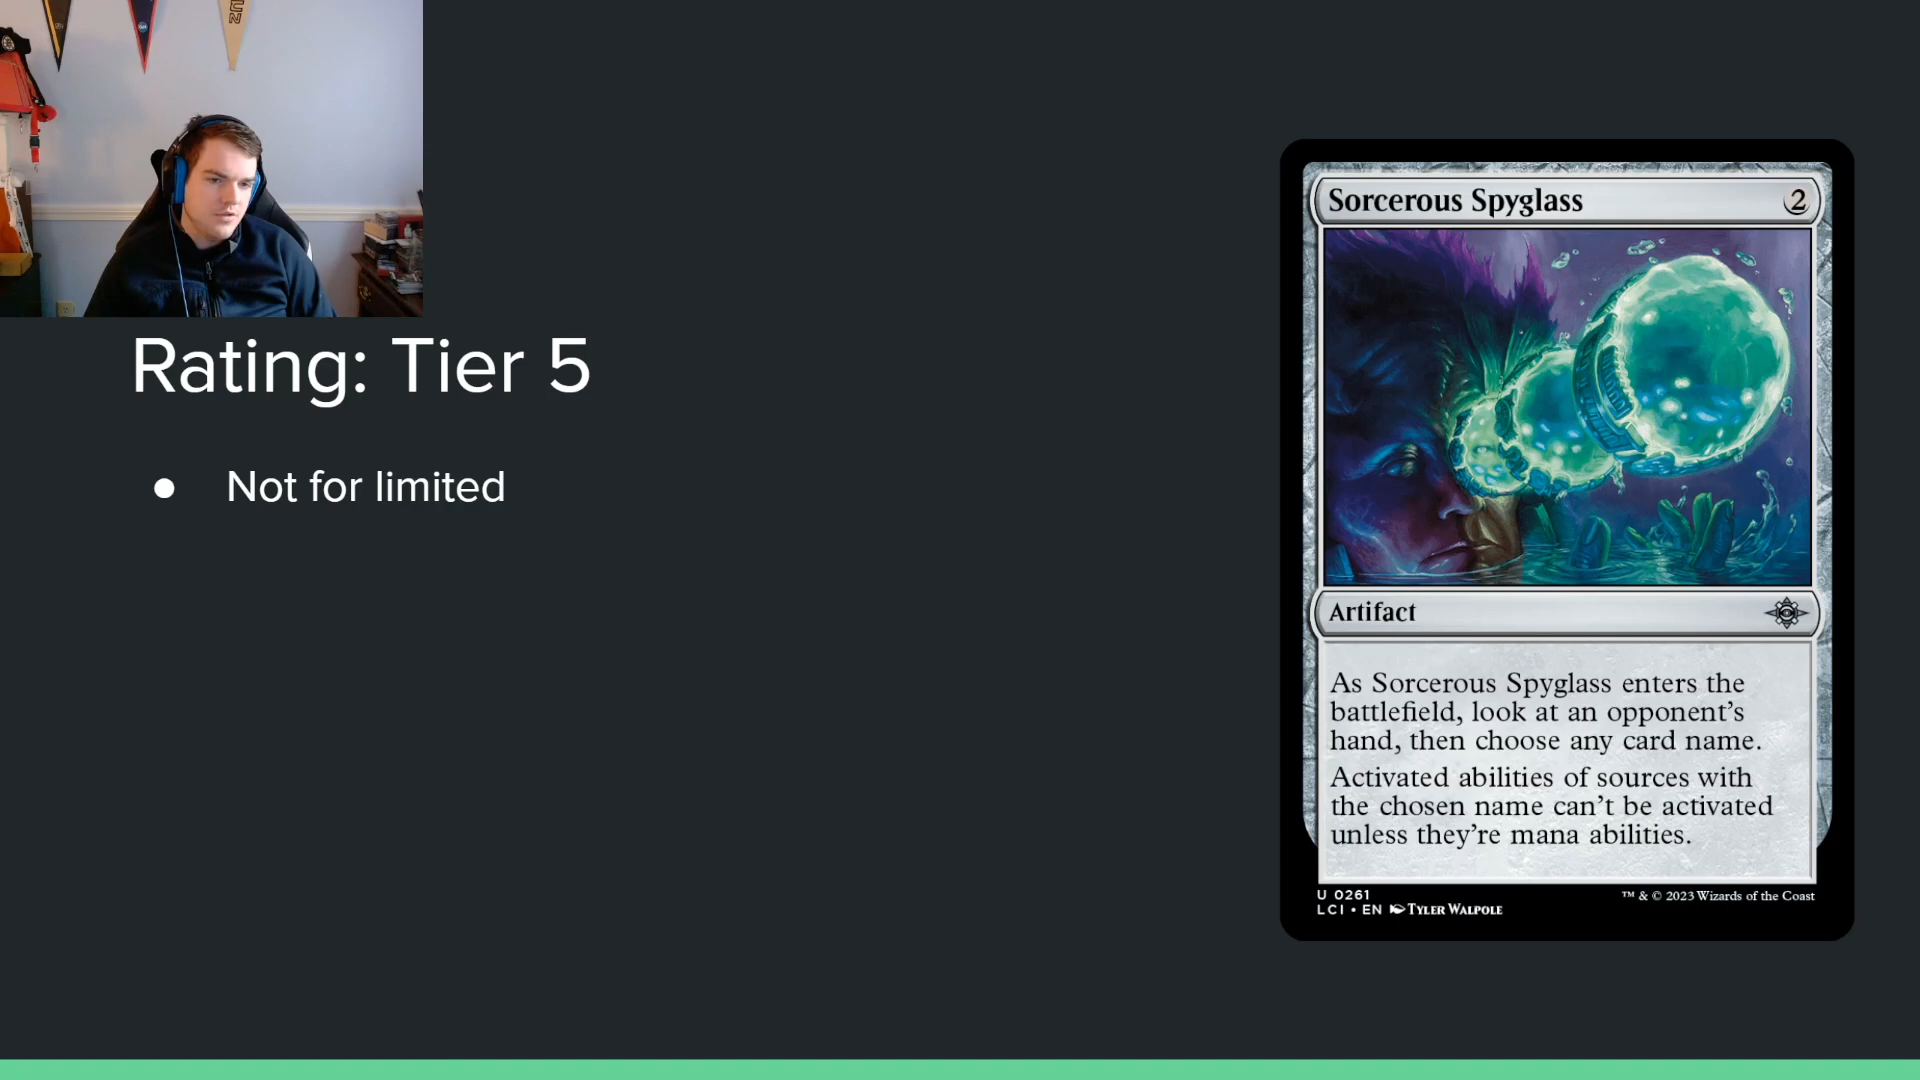 Rating: Tier 5
● Not for limited
Sorcerous Spyglass 2
Artifact
As Sorcerous Spyglass enters the
battlefield, look at an opponent's
hand, then choose any card name.
Activated abilities of sources with
the chosen name can't be activated
unless they're mana abilities.
U 0261
LCI • EN TYLER WALPOLE
™ & © 2023 Wizards of the Coast